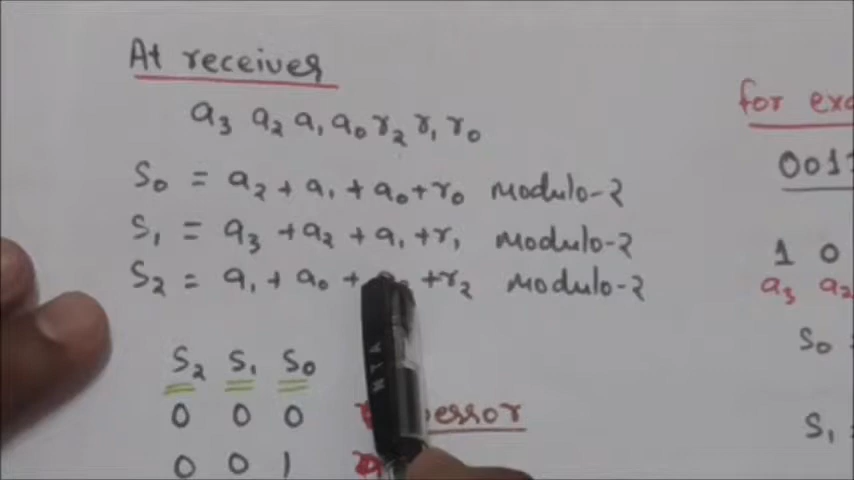 At receiver
a3 a2 a1 a0 r2 r1 r0
S0 = a2 + a1 + a0 + r0 modulo-2
S1 = a3 + a2 + a1 + r1 modulo-2
S2 = a1 + a0 + + r2 modulo-2
S2 S1 S0
0 0 0
0 0 1
for exa
001
1 0
a3 a2
S0 =
S1 =
MTA